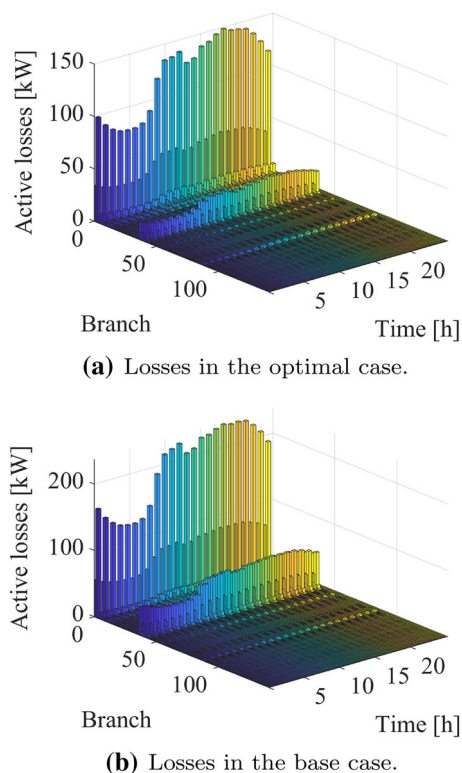 150
100
50
0
Active losses [kW]
0
50
100
Branch
5
10
15
20
Time [h]
(a) Losses in the optimal case.
200
100
0
Active losses [kW]
0
50
100
Branch
5
10
15
20
Time [h]
(b) Losses in the base case.